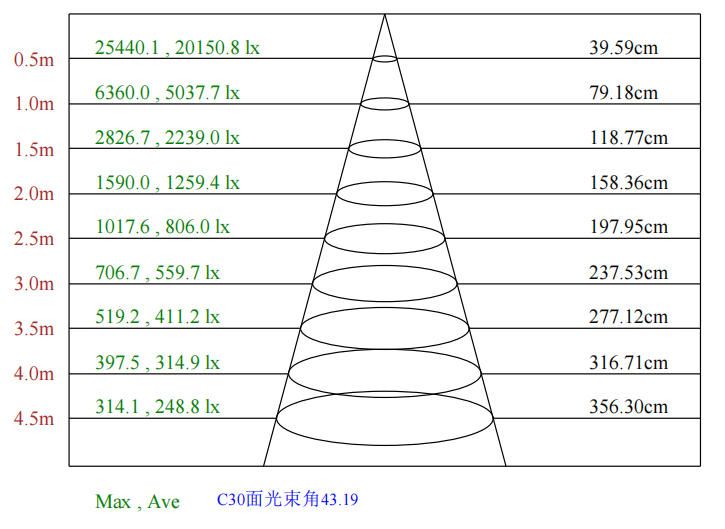 25440.1 , 20150.8 lx 39.59cm
0.5m
6360.0 , 5037.7 lx 79.18cm
1.0m
2826.7 , 2239.0 lx 118.77cm
1.5m
1590.0 , 1259.4 lx 158.36cm
2.0m
1017.6 , 806.0 lx 197.95cm
2.5m
706.7 , 559.7 lx 237.53cm
3.0m
519.2 , 411.2 lx 277.12cm
3.5m
397.5 , 314.9 lx 316.71cm
4.0m
314.1 , 248.8 lx 356.30cm
4.5m
Max , Ave C30面光束角43.19